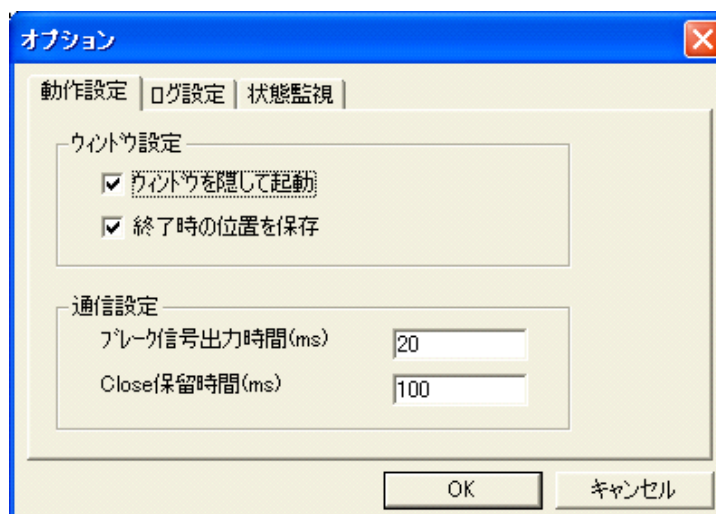 オプション
動作設定 ログ設定 状態監視
ウィンドウ設定
ウィンドウを隠して起動
終了時の位置を保存
通信設定
ブレーク信号出力時間(ms) 20
Close保留時間(ms) 100
OK キャンセル